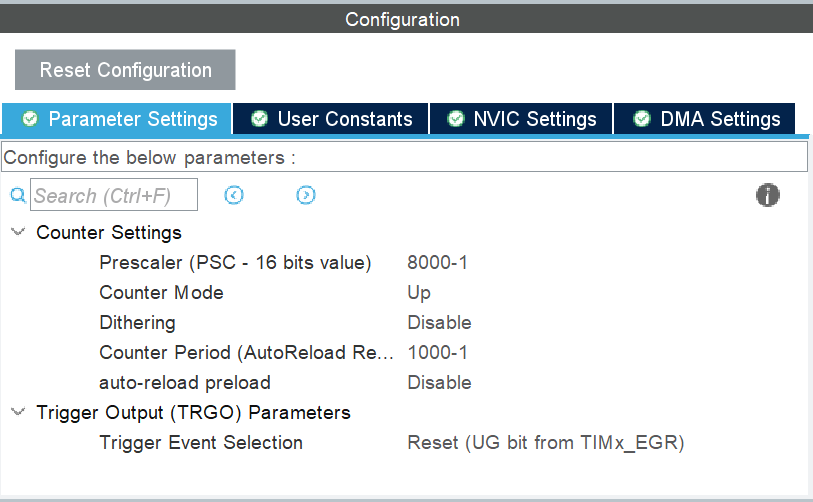 Configuration
Reset Configuration
Parameter Settings User Constants NVIC Settings DMA Settings
Configure the below parameters :
Search (Ctrl+F)
Counter Settings
Prescaler (PSC - 16 bits value) 8000-1
Counter Mode Up
Dithering Disable
Counter Period (AutoReload Re... 1000-1
auto-reload preload Disable
Trigger Output (TRGO) Parameters
Trigger Event Selection Reset (UG bit from TIMx_EGR)